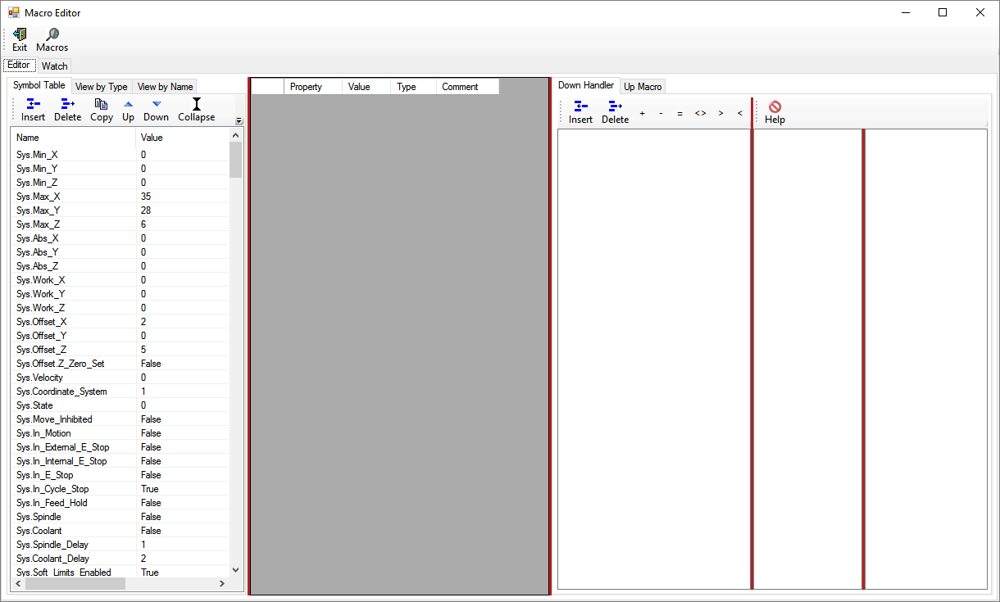 Macro Editor
Exit Macros
Editor Watch
Symbol Table View by Type View by Name
Insert Delete Copy Up Down Collapse
Name Value
Sys.Min_X 0
Sys.Min_Y 0
Sys.Min_Z 0
Sys.Max_X 35
Sys.Max_Y 28
Sys.Max_Z 6
Sys.Abs_X 0
Sys.Abs_Y 0
Sys.Abs_Z 0
Sys.Work_X 0
Sys.Work_Y 0
Sys.Work_Z 0
Sys.Offset_X 2
Sys.Offset_Y 0
Sys.Offset_Z 5
Sys.Offset.Z_Zero_Set False
Sys.Velocity 0
Sys.Coordinate_System 1
Sys.State 0
Sys.Move_Inhibited False
Sys.In_Motion False
Sys.In_External_E_Stop False
Sys.In_Internal_E_Stop False
Sys.In_E_Stop False
Sys.In_Cycle_Stop True
Sys.In_Feed_Hold False
Sys.Spindle False
Sys.Coolant False
Sys.Spindle_Delay 1
Sys.Coolant_Delay 2
Sys.Soft_Limits_Enabled True
Property Value Type Comment
Down Handler Up Macro
Insert Delete + - = <> > < Help